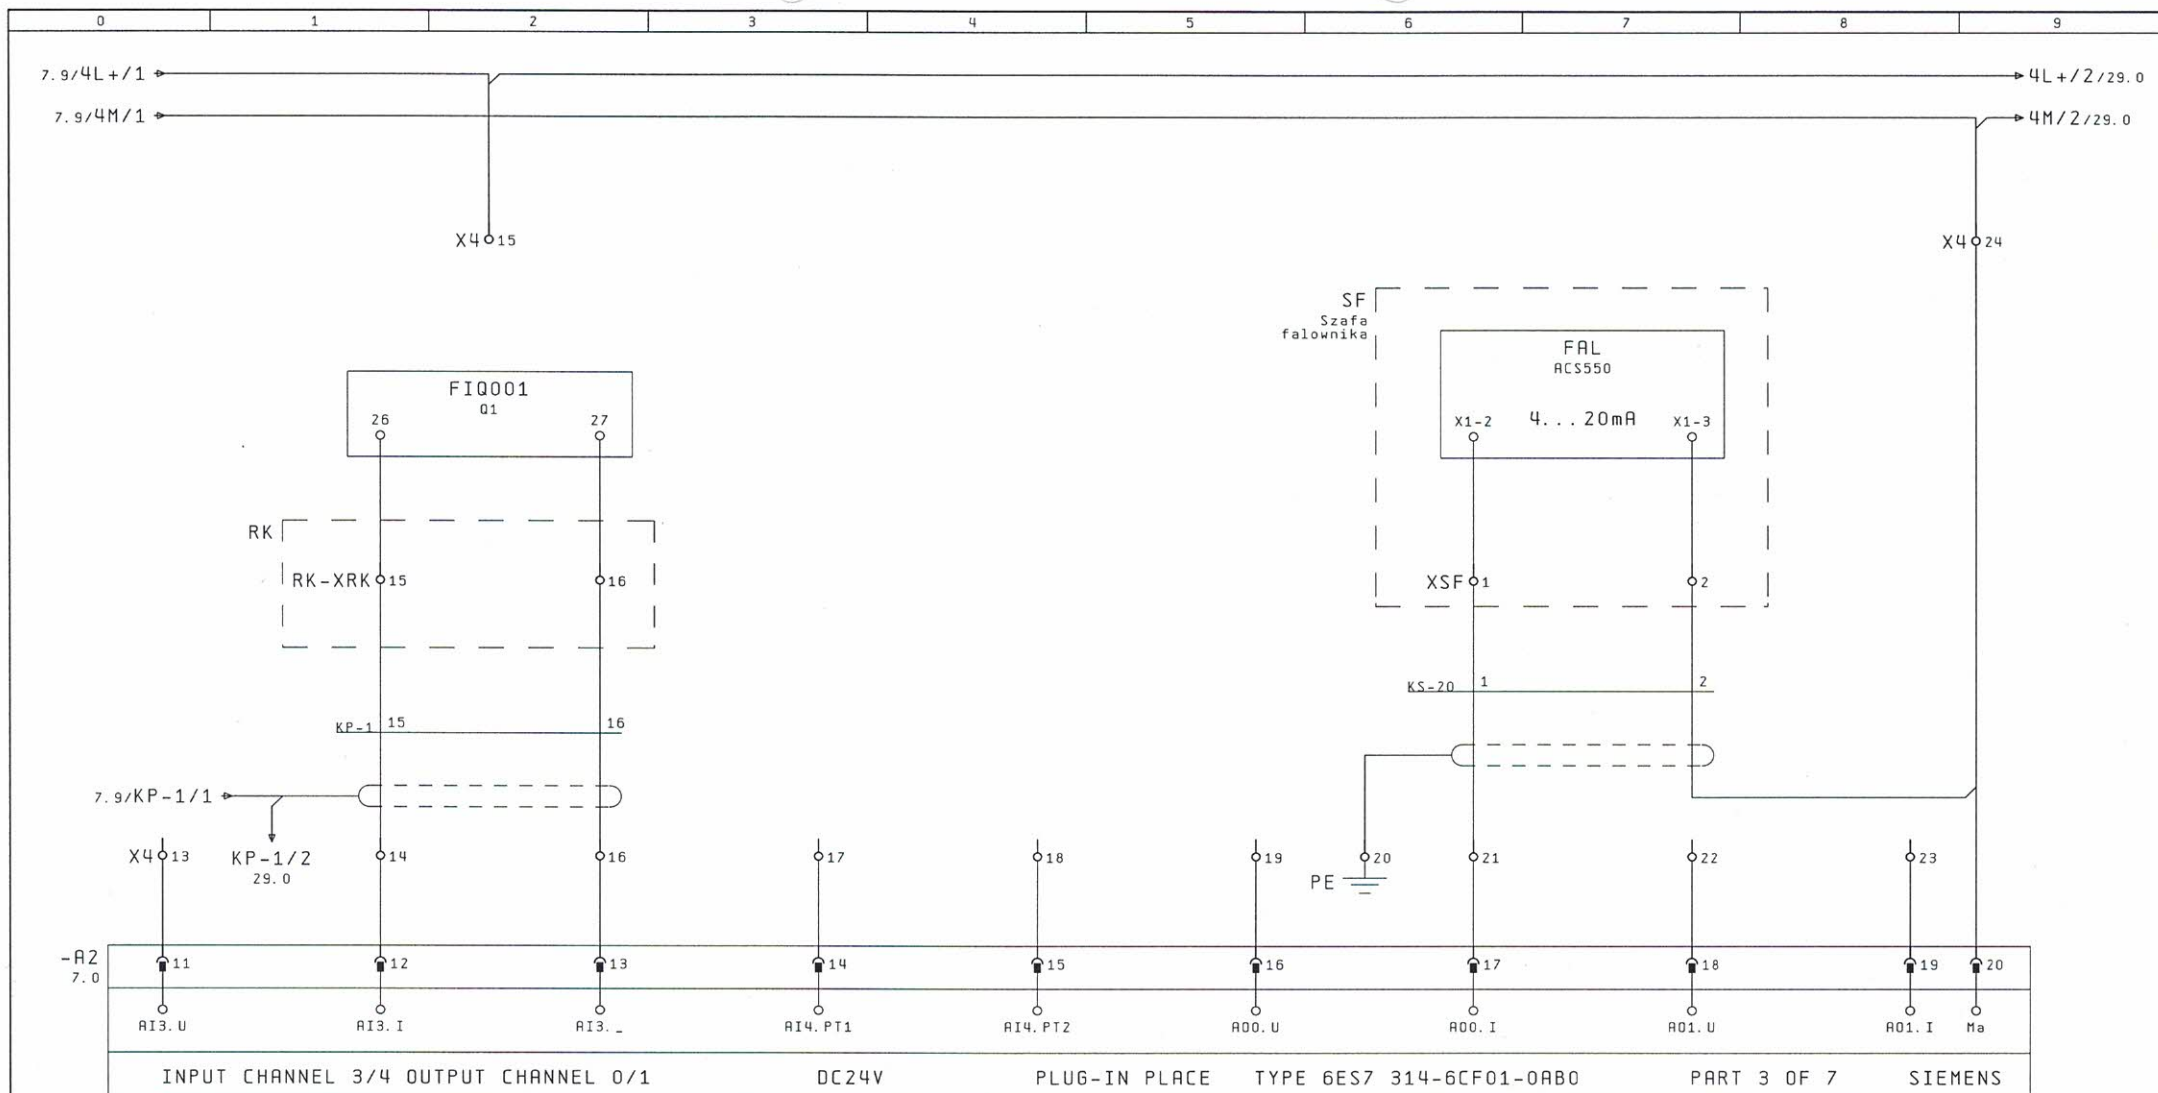 0 1 2 3 4 5 6 7 8 9
7.9/4L+/1 4L+/2/29.0
7.9/4M/1 4M/2/29.0
X4 15 X4 24
SF
Szafa
falownika
FAL
ACS550
X1-2 4...20mA X1-3
FIQ001
Q1
26 27
RK
RK-XRK 15 16
XSF 1 2
KS-20 1 2
KP-1 15 16
7.9/KP-1/1
X4 13 KP-1/2 14 16 17 18 19 20 21 22 23
29.0
PE
-A2 11 12 13 14 15 16 17 18 19 20
7.0
AI3.U AI3.I AI3._ AI4.PT1 AI4.PT2 AO0.U AO0.I AO1.U AO1.I Ma
INPUT CHANNEL 3/4 OUTPUT CHANNEL 0/1 DC24V PLUG-IN PLACE TYPE 6ES7 314-6CF01-0AB0 PART 3 OF 7 SIEMENS